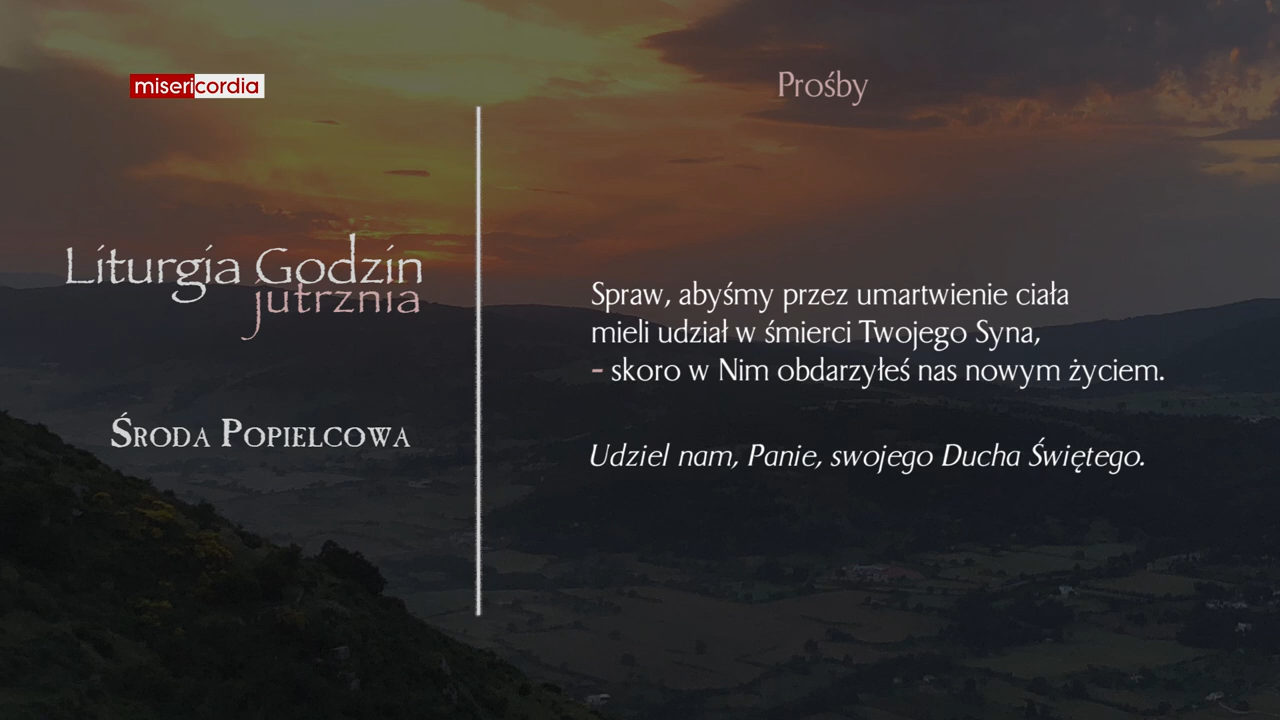 misericordia
Liturgia Godzin
jutrznia
Środa Popielcowa
Prośby
Spraw, abyśmy przez umartwienie ciała
mieli udział w śmierci Twojego Syna,
- skoro w Nim obdarzyłeś nas nowym życiem.
Udziel nam, Panie, swojego Ducha Świętego.